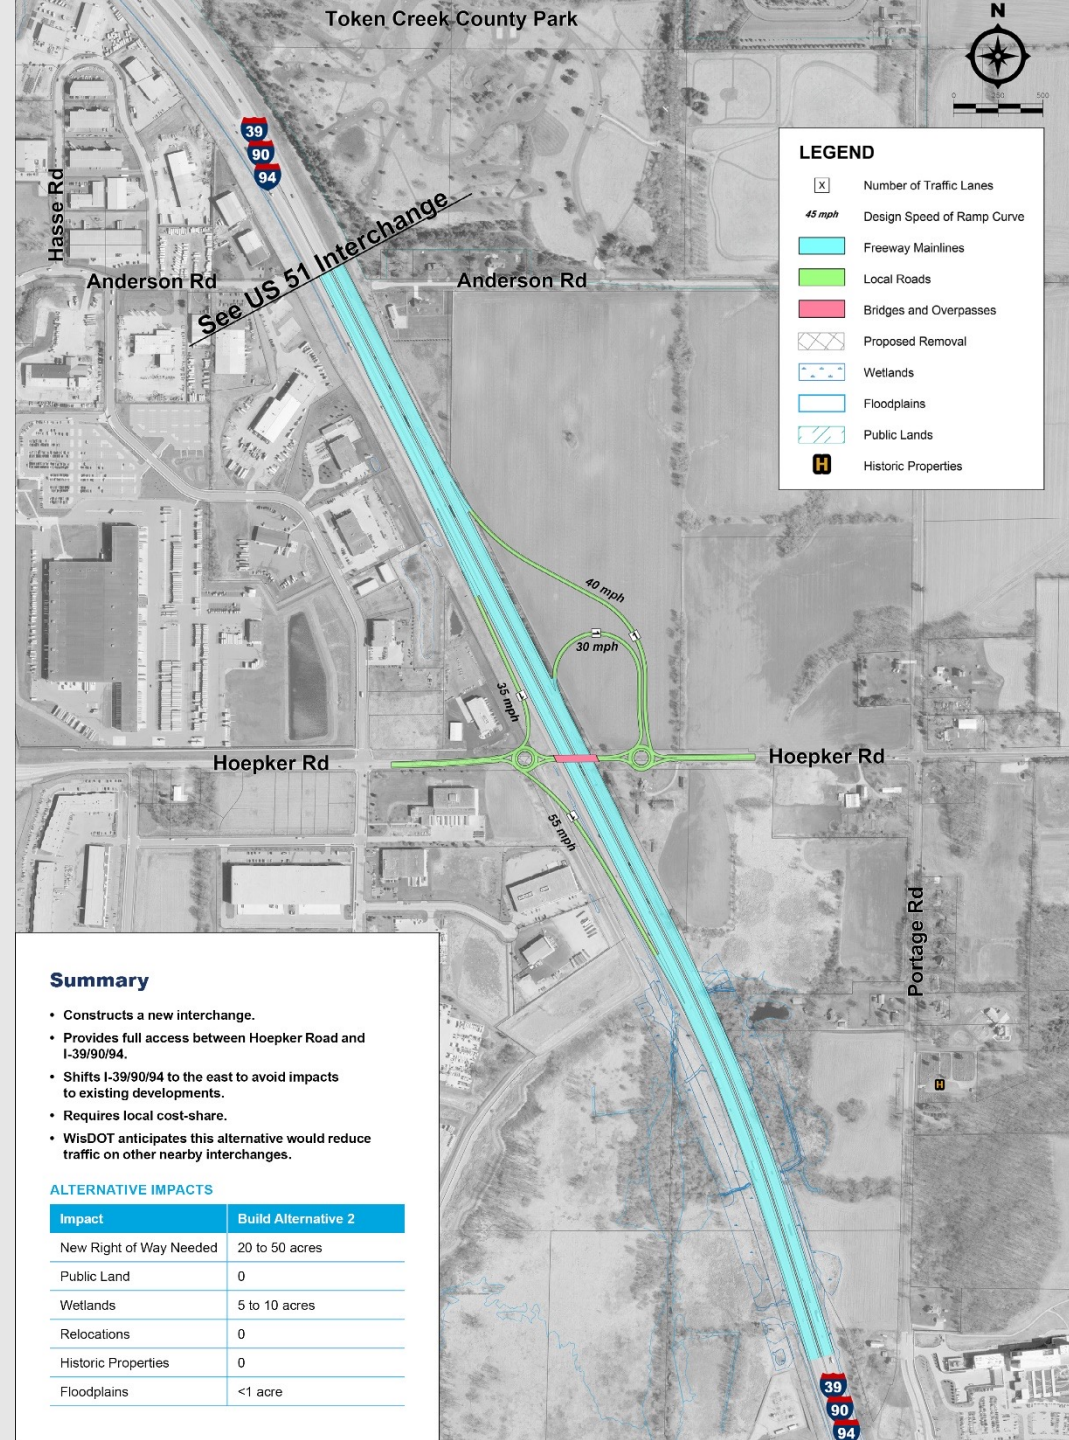 Token Creek County Park
N
0 250 500
39
90
94
Hasse Rd
See US 51 Interchange
Anderson Rd
Anderson Rd
LEGEND
X Number of Traffic Lanes
45 mph Design Speed of Ramp Curve
Freeway Mainlines
Local Roads
Bridges and Overpasses
Proposed Removal
Wetlands
Floodplains
Public Lands
H Historic Properties
40 mph
1
1
30 mph
35 mph
1
Hoepker Rd
Hoepker Rd
55 mph
1
Portage Rd
H
Summary
• Constructs a new interchange.
• Provides full access between Hoepker Road and
I-39/90/94.
• Shifts I-39/90/94 to the east to avoid impacts
to existing developments.
• Requires local cost-share.
• WisDOT anticipates this alternative would reduce
traffic on other nearby interchanges.
ALTERNATIVE IMPACTS
Impact Build Alternative 2
New Right of Way Needed 20 to 50 acres
Public Land 0
Wetlands 5 to 10 acres
Relocations 0
Historic Properties 0
Floodplains <1 acre
39
90
94